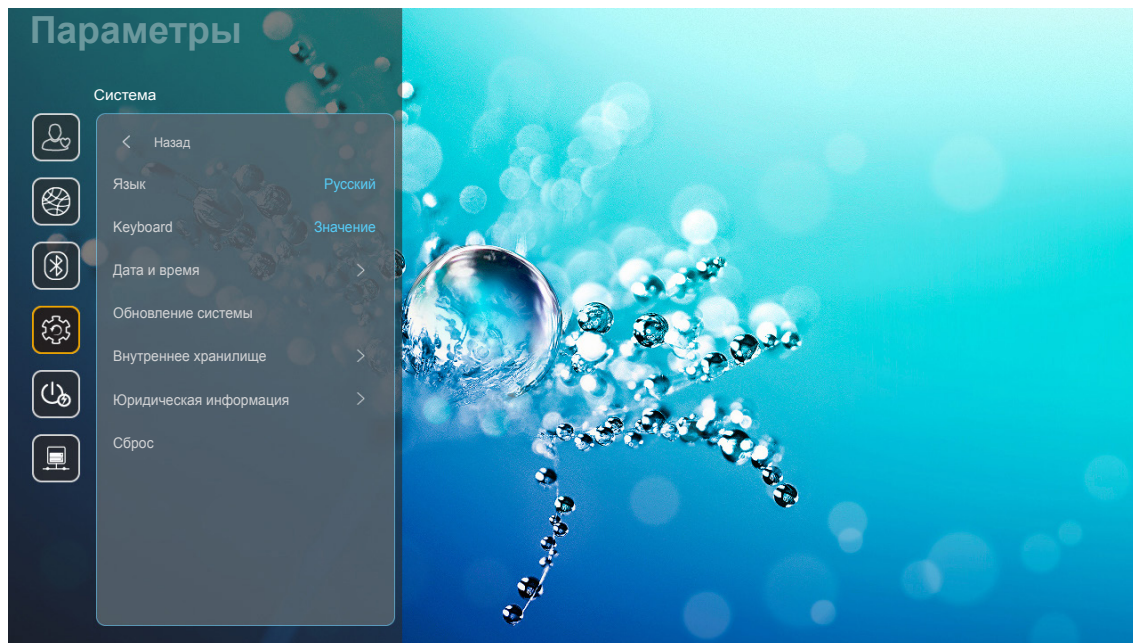 Параметры
Система
Назад
Язык Русский
Keyboard Значение
Дата и время
Обновление системы
Внутреннее хранилище
Юридическая информация
Сброс